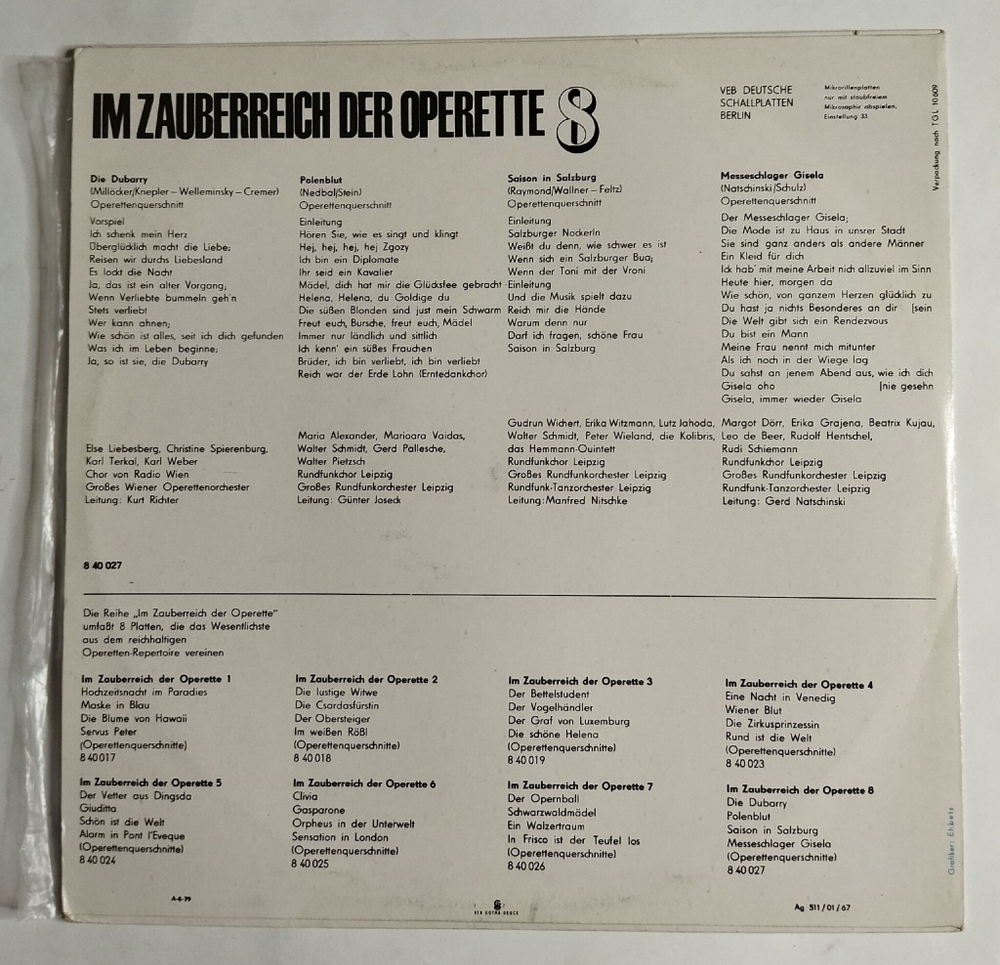 IM ZAUBERREICH DER OPERETTE 8
VEB DEUTSCHE
SCHALLPLATTEN
BERLIN
Mikrorillenplatten
nur mit staubfreiem
Mikrosaphir abspielen.
Einstellung 33
Verpackung nach TGL 10 609
Die Dubarry
(Millöcker/Knepler – Welleminsky – Cremer)
Operettenquerschnitt
Vorspiel
Ich schenk mein Herz
Überglücklich macht die Liebe;
Reisen wir durchs Liebesland
Es lockt die Nacht
Ja, das ist ein alter Vorgang;
Wenn Verliebte bummeln geh'n
Stets verliebt
Wer kann ahnen;
Wie schön ist alles, seit ich dich gefunden
Was ich im Leben beginne;
Ja, so ist sie, die Dubarry
Else Liebesberg, Christine Spierenburg,
Karl Terkal, Karl Weber
Chor von Radio Wien
Großes Wiener Operettenorchester
Leitung: Kurt Richter
Polenblut
(Nedbal/Stein)
Operettenquerschnitt
Einleitung
Hören Sie, wie es singt und klingt
Hej, hej, hej, hej Zgozy
Ich bin ein Diplomate
Ihr seid ein Kavalier
Mädel, dich hat mir die Glücksfee gebracht
Helena, Helena, du Goldige du
Die süßen Blonden sind just mein Schwarm
Freut euch, Bursche, freut euch, Mädel
Immer nur ländlich und sittlich
Ich kenn' ein süßes Frauchen
Brüder, ich bin verliebt, ich bin verliebt
Reich war der Erde Lohn (Erntedankchor)
Maria Alexander, Marioara Vaidas,
Walter Schmidt, Gerd Pallesche,
Walter Pietzsch
Rundfunkchor Leipzig
Großes Rundfunkorchester Leipzig
Leitung: Günter Joseck
Saison in Salzburg
(Raymond/Wallner – Feltz)
Operettenquerschnitt
Einleitung
Salzburger Nockerln
Weißt du denn, wie schwer es ist
Wenn sich ein Salzburger Bua;
Wenn der Toni mit der Vroni
Einleitung
Und die Musik spielt dazu
Reich mir die Hände
Warum denn nur
Darf ich fragen, schöne Frau
Saison in Salzburg
Gudrun Wichert, Erika Witzmann, Lutz Jahoda,
Walter Schmidt, Peter Wieland, die Kolibris,
das Hemmann-Quintett
Rundfunkchor Leipzig
Großes Rundfunkorchester Leipzig
Rundfunk-Tanzorchester Leipzig
Leitung: Manfred Nitschke
Messeschlager Gisela
(Natschinski/Schulz)
Operettenquerschnitt
Der Messeschlager Gisela;
Die Mode ist zu Haus in unsrer Stadt
Sie sind ganz anders als andere Männer
Ein Kleid für dich
Ick hab' mit meine Arbeit nich allzuviel im Sinn
Heute hier, morgen da
Wie schön, von ganzem Herzen glücklich zu
Du hast ja nichts Besonderes an dir |sein
Die Welt gibt sich ein Rendezvous
Du bist ein Mann
Meine Frau nennt mich mitunter
Als ich noch in der Wiege lag
Du sahst an jenem Abend aus, wie ich dich
Gisela oho |nie gesehn
Gisela, immer wieder Gisela
Margot Dörr, Erika Grajena, Beatrix Kujau,
Leo de Beer, Rudolf Hentschel,
Rudi Schiemann
Rundfunkchor Leipzig
Großes Rundfunkorchester Leipzig
Rundfunk-Tanzorchester Leipzig
Leitung: Gerd Natschinski
8 40 027
Die Reihe „Im Zauberreich der Operette“
umfaßt 8 Platten, die das Wesentlichste
aus dem reichhaltigen
Operetten-Repertoire vereinen
Im Zauberreich der Operette 1
Hochzeitsnacht im Paradies
Maske in Blau
Die Blume von Hawaii
Servus Peter
(Operettenquerschnitte)
8 40 017
Im Zauberreich der Operette 2
Die lustige Witwe
Die Csardasfürstin
Der Obersteiger
Im weißen Rößl
(Operettenquerschnitte)
8 40 018
Im Zauberreich der Operette 3
Der Bettelstudent
Der Vogelhändler
Der Graf von Luxemburg
Die schöne Helena
(Operettenquerschnitte)
8 40 019
Im Zauberreich der Operette 4
Eine Nacht in Venedig
Wiener Blut
Die Zirkusprinzessin
Rund ist die Welt
(Operettenquerschnitte)
8 40 023
Im Zauberreich der Operette 5
Der Vetter aus Dingsda
Giuditta
Schön ist die Welt
Alarm in Pont l'Eveque
(Operettenquerschnitte)
8 40 024
Im Zauberreich der Operette 6
Clivia
Gasparone
Orpheus in der Unterwelt
Sensation in London
(Operettenquerschnitte)
8 40 025
Im Zauberreich der Operette 7
Der Opernball
Schwarzwaldmädel
Ein Walzertraum
In Frisco ist der Teufel los
(Operettenquerschnitte)
8 40 026
Im Zauberreich der Operette 8
Die Dubarry
Polenblut
Saison in Salzburg
Messeschlager Gisela
(Operettenquerschnitte)
8 40 027
Grafiker: Ehbets
A-6-79
VEB GOTHA-DRUCK
Ag 511/01/67